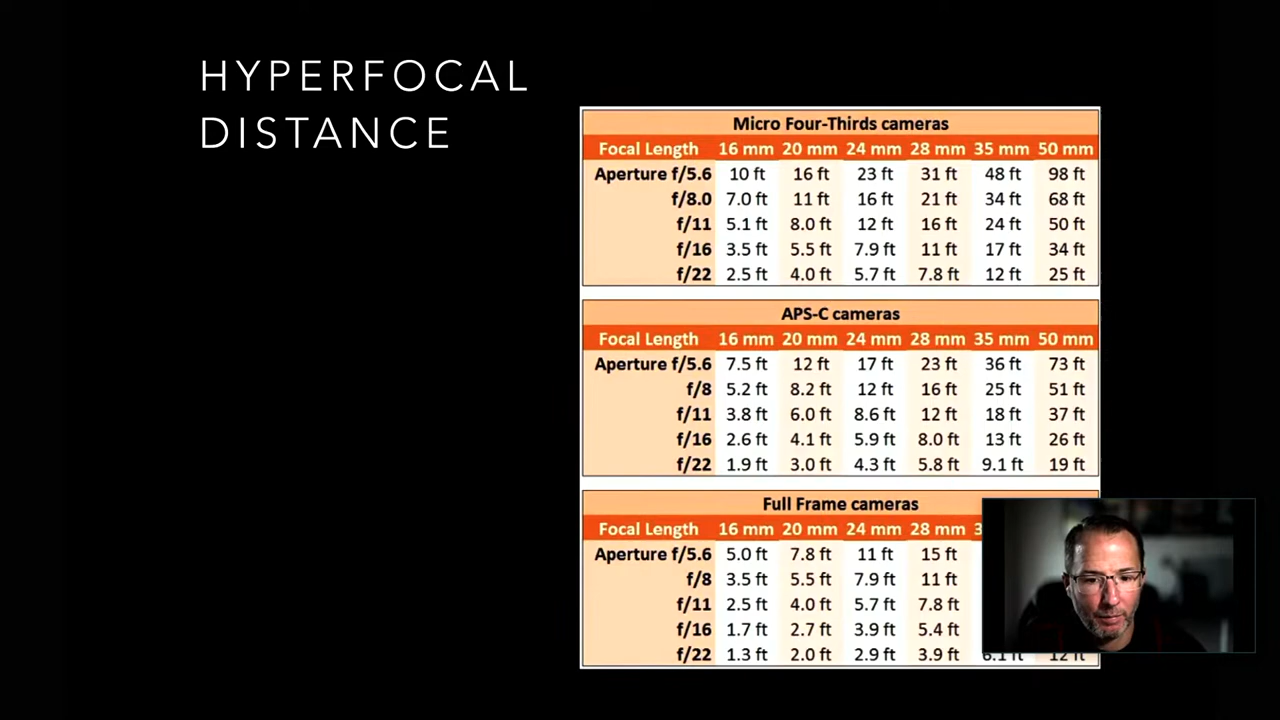 HYPERFOCAL
DISTANCE
Micro Four-Thirds cameras
Focal Length 16 mm 20 mm 24 mm 28 mm 35 mm 50 mm
Aperture f/5.6 10 ft 16 ft 23 ft 31 ft 48 ft 98 ft
f/8.0 7.0 ft 11 ft 16 ft 21 ft 34 ft 68 ft
f/11 5.1 ft 8.0 ft 12 ft 16 ft 24 ft 50 ft
f/16 3.5 ft 5.5 ft 7.9 ft 11 ft 17 ft 34 ft
f/22 2.5 ft 4.0 ft 5.7 ft 7.8 ft 12 ft 25 ft
APS-C cameras
Focal Length 16 mm 20 mm 24 mm 28 mm 35 mm 50 mm
Aperture f/5.6 7.5 ft 12 ft 17 ft 23 ft 36 ft 73 ft
f/8 5.2 ft 8.2 ft 12 ft 16 ft 25 ft 51 ft
f/11 3.8 ft 6.0 ft 8.6 ft 12 ft 18 ft 37 ft
f/16 2.6 ft 4.1 ft 5.9 ft 8.0 ft 13 ft 26 ft
f/22 1.9 ft 3.0 ft 4.3 ft 5.8 ft 9.1 ft 19 ft
Full Frame cameras
Focal Length 16 mm 20 mm 24 mm 28 mm
Aperture f/5.6 5.0 ft 7.8 ft 11 ft 15 ft
f/8 3.5 ft 5.5 ft 7.9 ft 11 ft
f/11 2.5 ft 4.0 ft 5.7 ft 7.8 ft
f/16 1.7 ft 2.7 ft 3.9 ft 5.4 ft
f/22 1.3 ft 2.0 ft 2.9 ft 3.9 ft 6.1 ft 12 ft